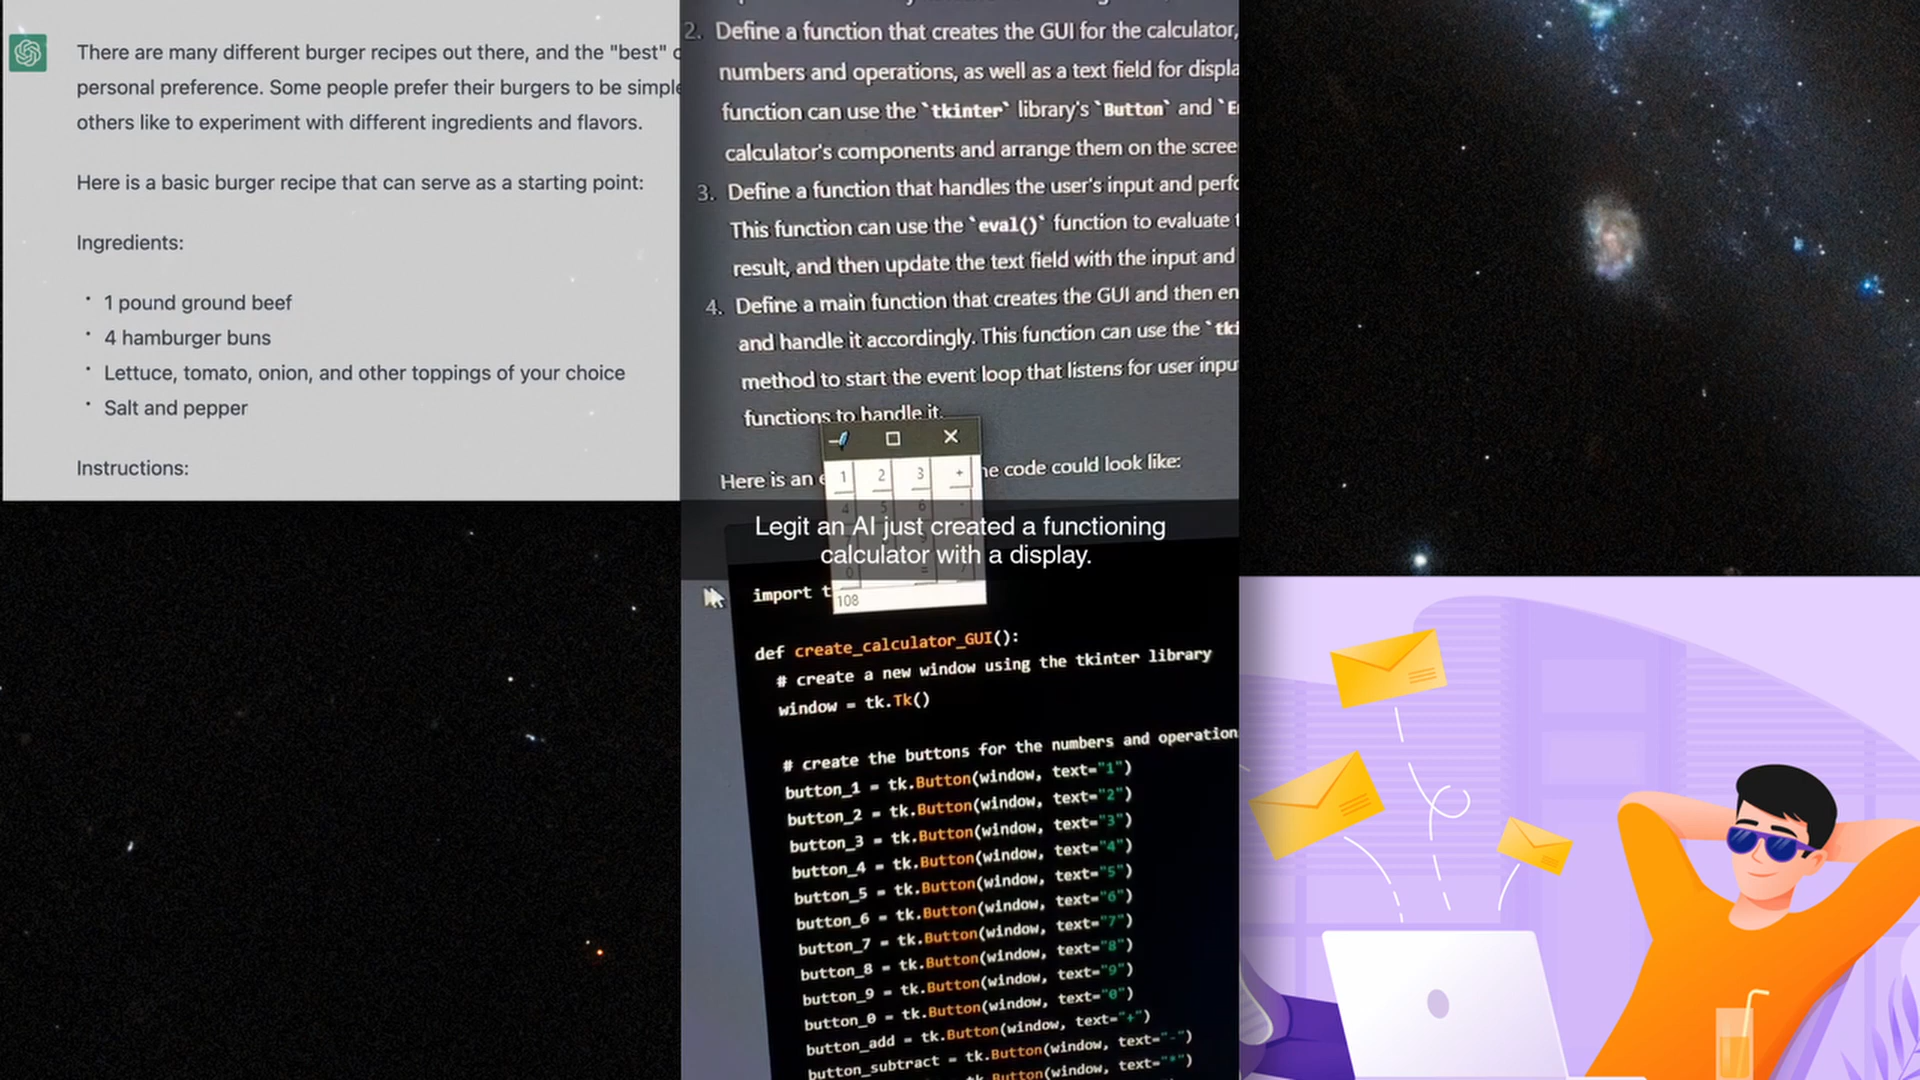 There are many different burger recipes out there, and the "best"
personal preference. Some people prefer their burgers to be simple
others like to experiment with different ingredients and flavors.
Here is a basic burger recipe that can serve as a starting point:
Ingredients:
1 pound ground beef
4 hamburger buns
Lettuce, tomato, onion, and other toppings of your choice
Salt and pepper
Instructions:
2. Define a function that creates the GUI for the calculator,
numbers and operations, as well as a text field for displa
function can use the `tkinter` library's `Button` and `E
calculator's components and arrange them on the scree
3. Define a function that handles the user's input and perfo
This function can use the `eval()` function to evaluate
result, and then update the text field with the input and
4. Define a main function that creates the GUI and then en
and handle it accordingly. This function can use the `tki
method to start the event loop that listens for user inpu
functions to handle it.
Here is an e
he code could look like:
1 2 3 +
4 5 6 -
Legit an AI just created a functioning
calculator with a display.
0 = /
108
import t
def create_calculator_GUI():
# create a new window using the tkinter library
window = tk.Tk()
# create the buttons for the numbers and operation
button_1 = tk.Button(window, text="1")
button_2 = tk.Button(window, text="2")
button_3 = tk.Button(window, text="3")
button_4 = tk.Button(window, text="4")
button_5 = tk.Button(window, text="5")
button_6 = tk.Button(window, text="6")
button_7 = tk.Button(window, text="7")
button_8 = tk.Button(window, text="8")
button_9 = tk.Button(window, text="9")
button_0 = tk.Button(window, text="0")
button_add = tk.Button(window, text="+")
button_subtract = tk.Button(window, text="-")
tk.Button(window, text="*")